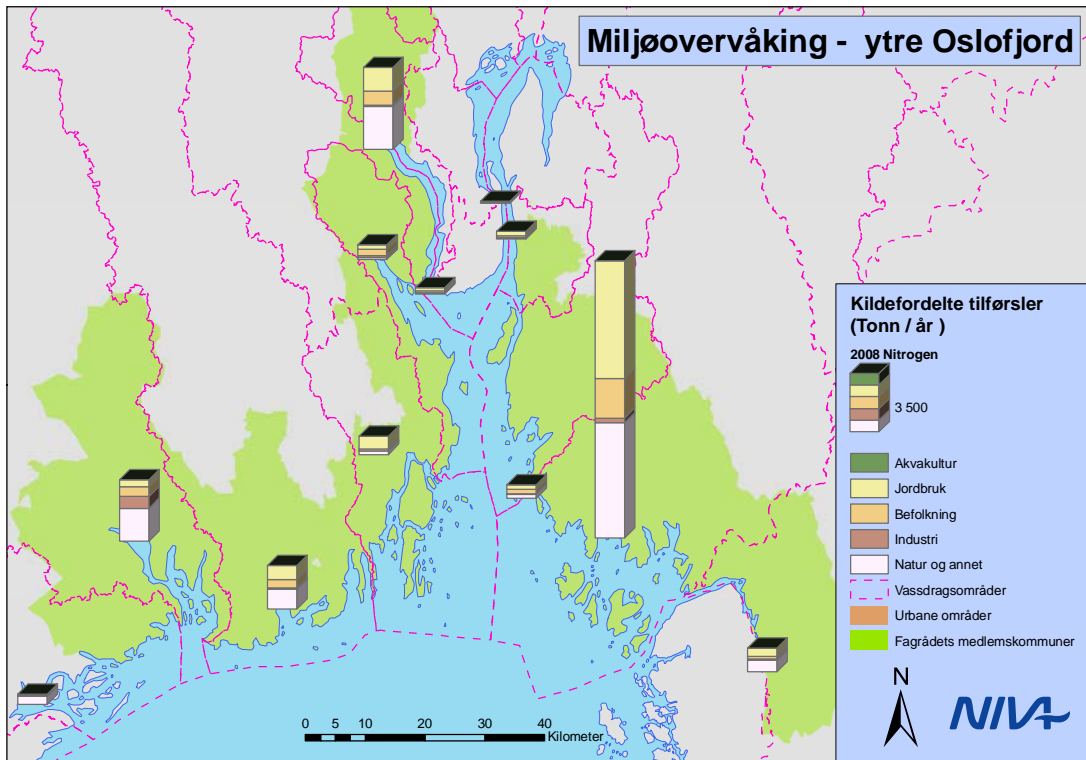 Miljøovervåking - ytre Oslofjord
Kildefordelte tilførsler
(Tonn / år )
2008 Nitrogen
3 500
Akvakultur
Jordbruk
Befolkning
Industri
Natur og annet
Vassdragsområder
Urbane områder
Fagrådets medlemskommuner
N
NIVA
0 5 10 20 30 40
Kilometer